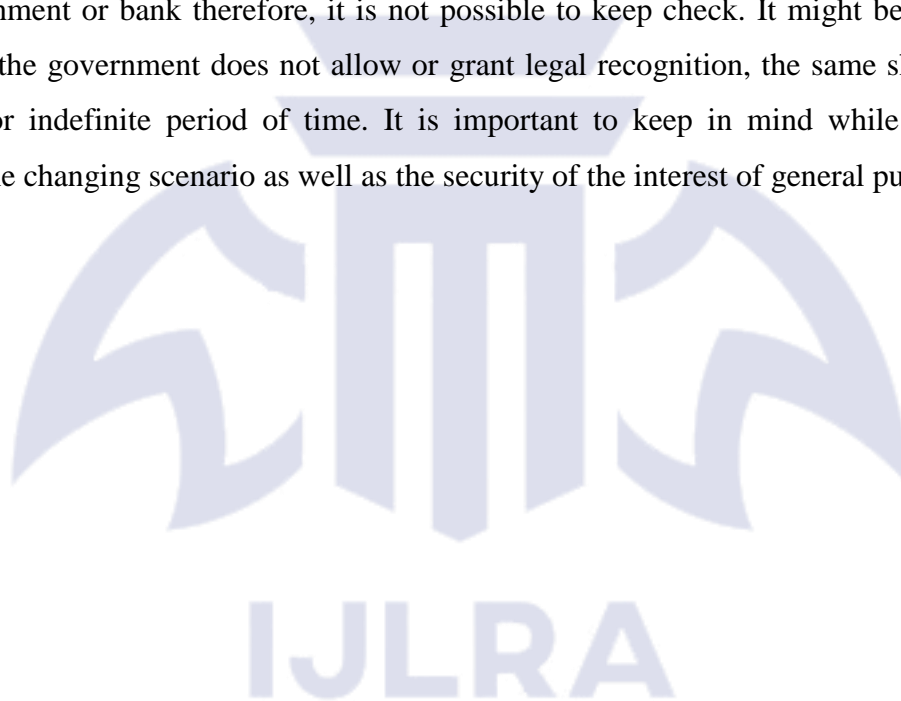 nment or bank therefore, it is not possible to keep check. It might be
the government does not allow or grant legal recognition, the same s
or indefinite period of time. It is important to keep in mind while
e changing scenario as well as the security of the interest of general pu
IJLRA